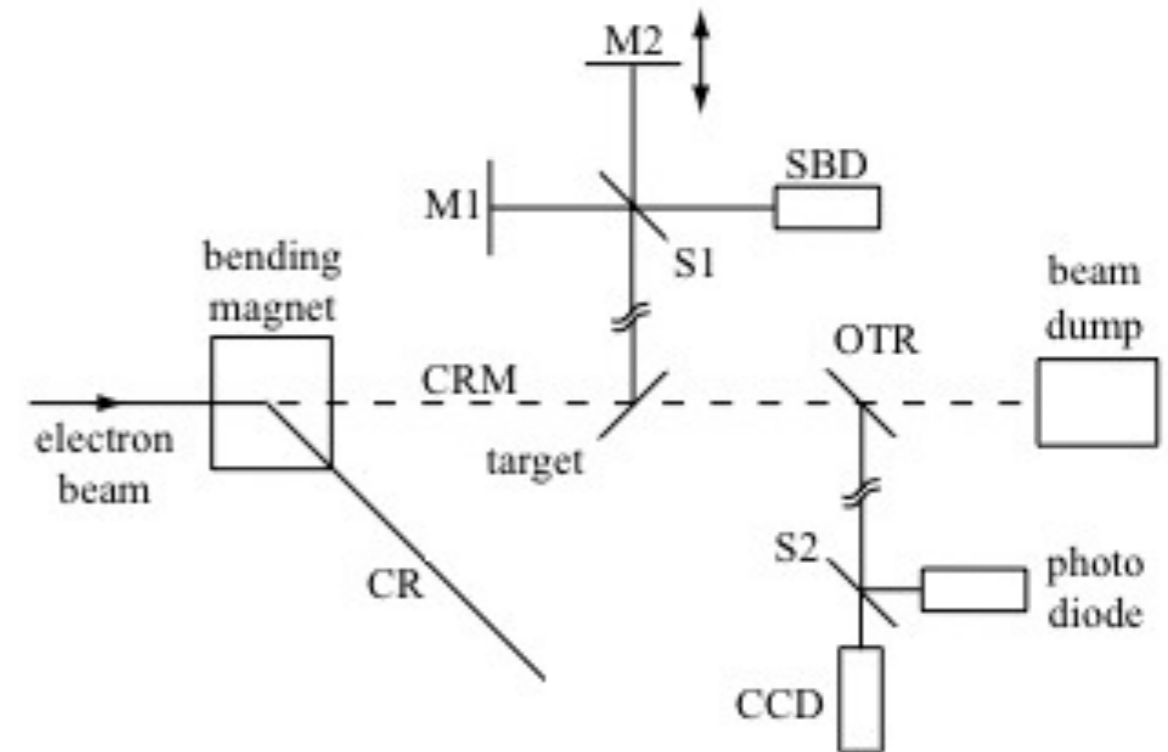 M2
SBD
M1
S1
bending
magnet
beam
dump
OTR
CRM
electron
beam
target
S2
photo
diode
CR
CCD